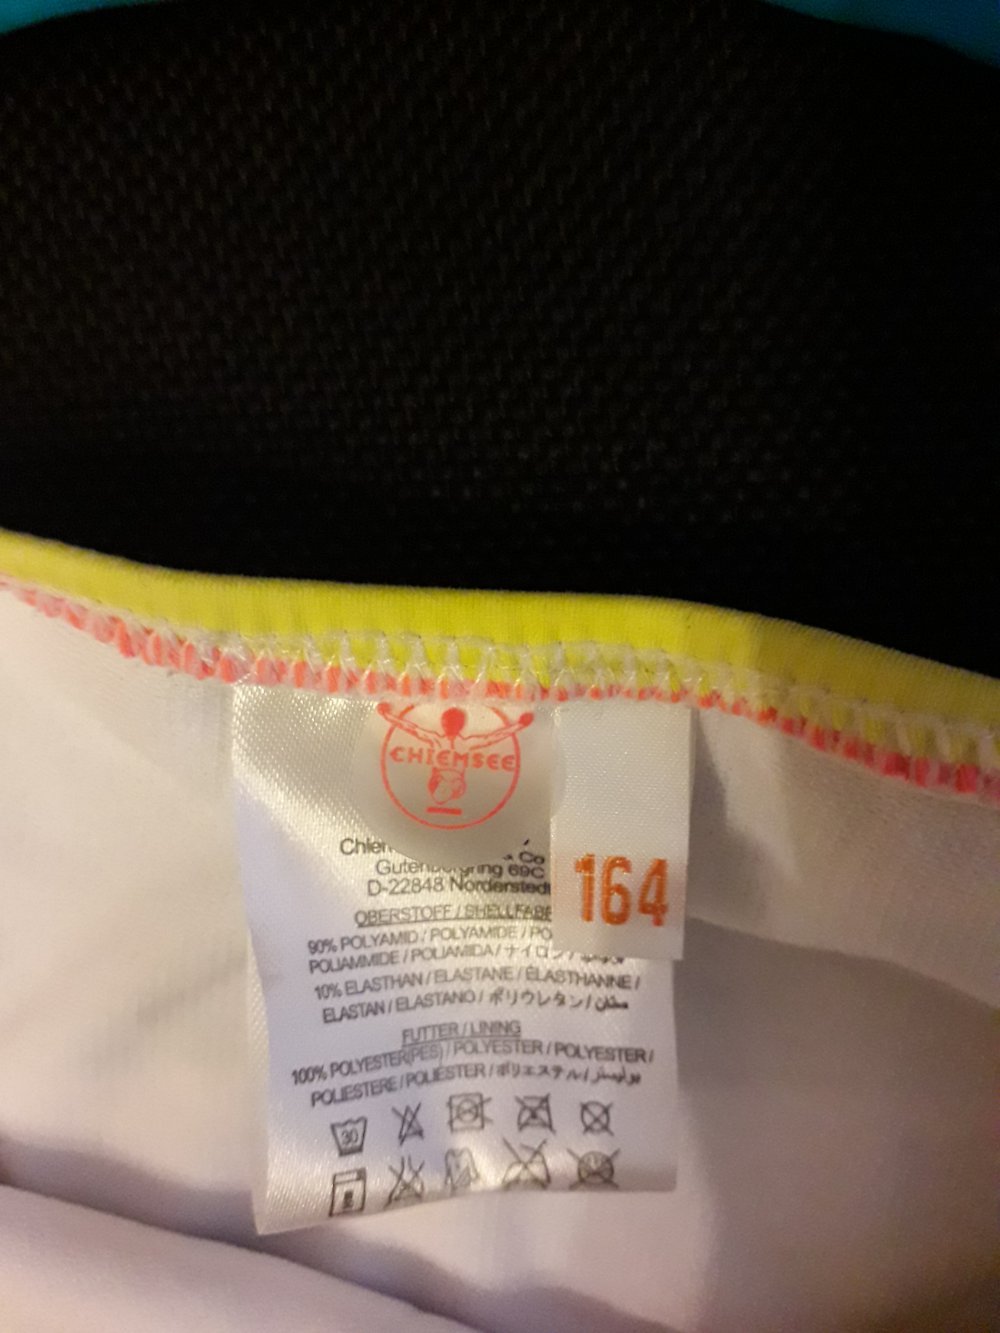 CHIEMSEE
Co
Gutenbergring 69C
D-22848 Norderstedt
164
OBERSTOFF / SHELLFAB
90% POLYAMID / POLYAMIDE / PO
POLIAMMIDE / POLIAMIDA / ナイロン /
10% ELASTHAN / ELASTANE / ÉLASTHANNE /
ELASTAN / ELASTANO / ポリウレタン /
FUTTER / LINING
100% POLYESTER(PES) / POLYESTER / POLYESTER /
POLIESTERE / POLIÉSTER / ポリエステル / بوليستر
30